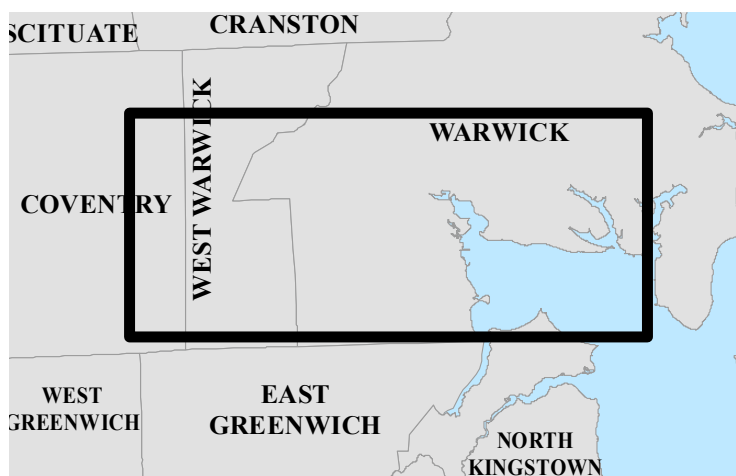 SCITUATE
CRANSTON
WARWICK
WEST WARWICK
COVENTRY
WEST
GREENWICH
EAST
GREENWICH
NORTH
KINGSTOWN